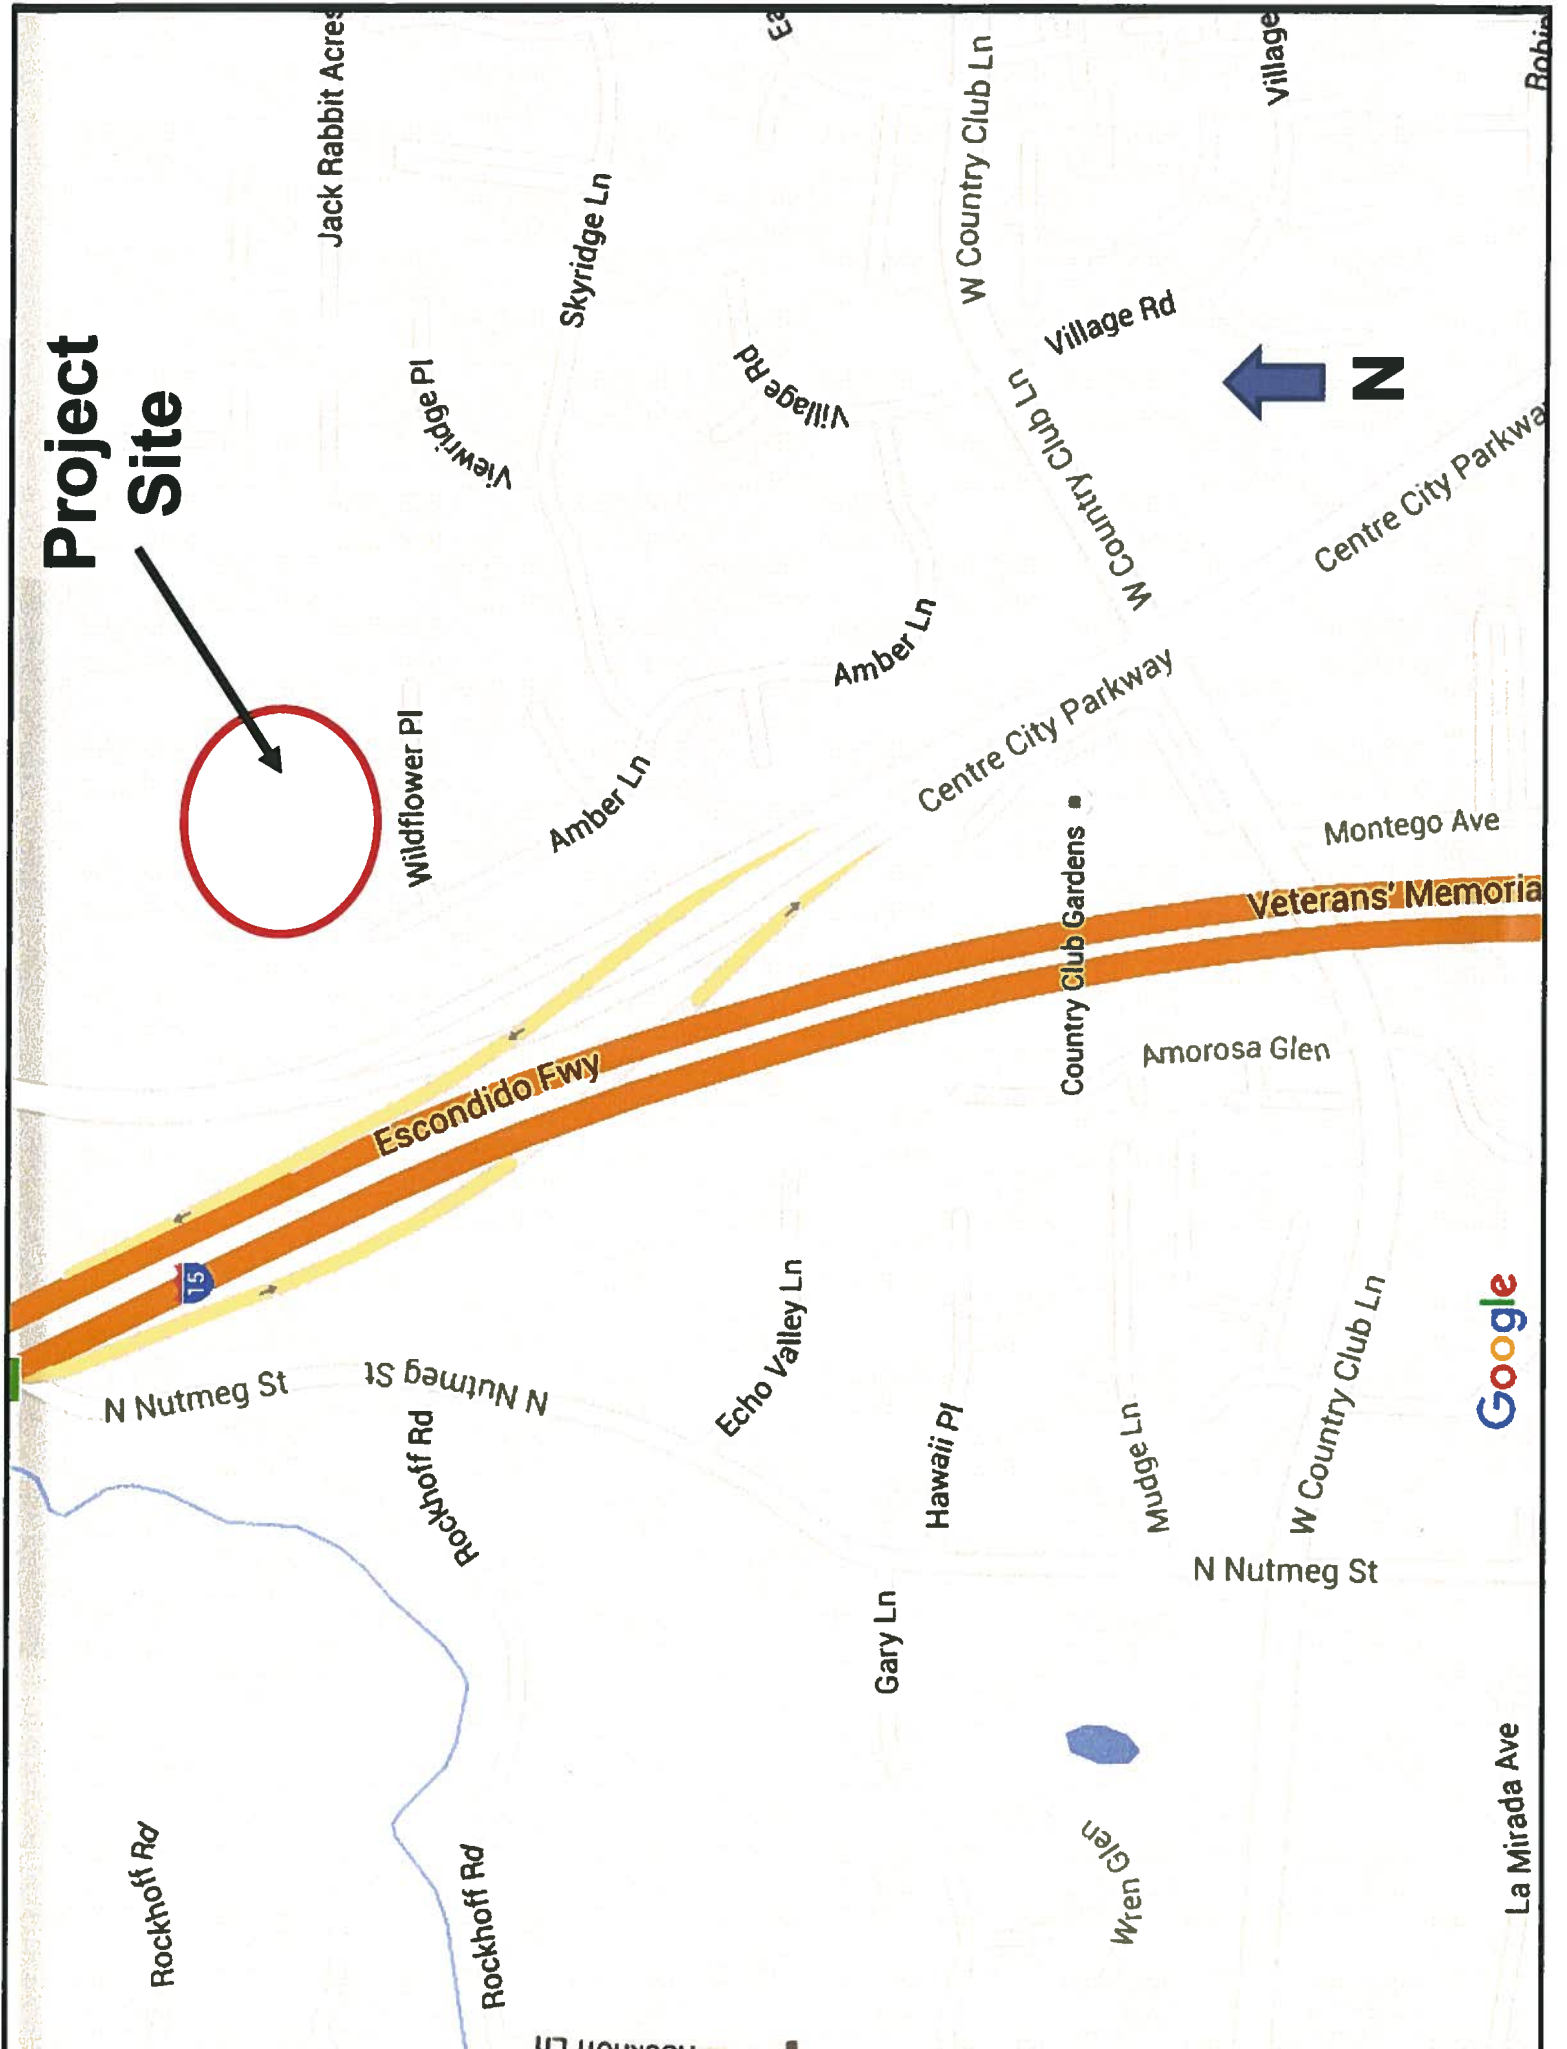 Project
Site
Jack Rabbit Acres
Viewridge Pl
Skyridge Ln
Village Rd
W Country Club Ln
Village
Village Rd
W Country Club Ln
N
Centre City Parkwa
Wildflower Pl
Amber Ln
Amber Ln
Centre City Parkway
Country Club Gardens
Montego Ave
Veterans' Memoria
Escondido Fwy
Amorosa Glen
15
N Nutmeg St
N Nutmeg St
Rockhoff Rd
Echo Valley Ln
Hawaii Pl
Mudge Ln
W Country Club Ln
Google
N Nutmeg St
Gary Ln
Rockhoff Rd
Rockhoff Rd
Wren Glen
La Mirada Ave